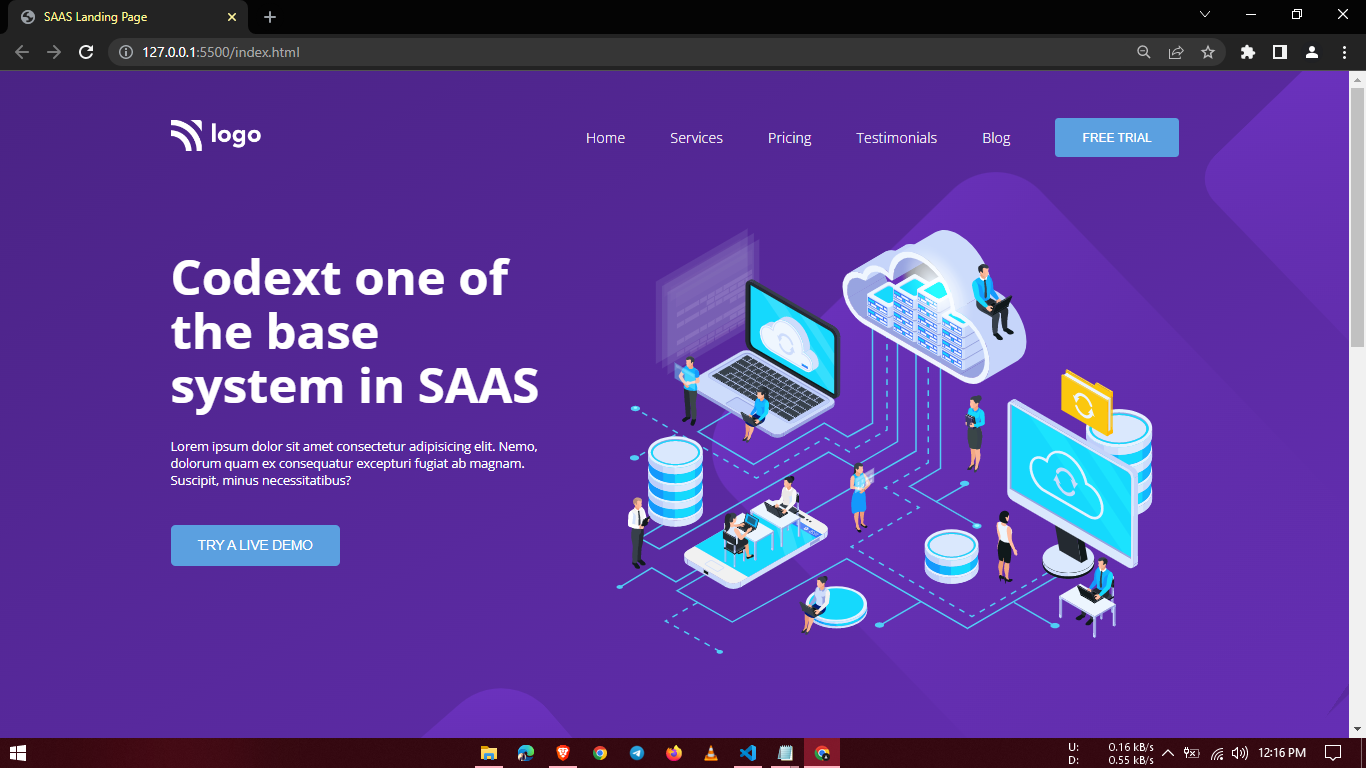 SAAS Landing Page
127.0.0.1:5500/index.html
logo
Home Services Pricing Testimonials Blog FREE TRIAL
Codext one of
the base
system in SAAS
Lorem ipsum dolor sit amet consectetur adipisicing elit. Nemo,
dolorum quam ex consequatur excepturi fugiat ab magnam.
Suscipit, minus necessitatibus?
TRY A LIVE DEMO
U: 0.16 kB/s
D: 0.55 kB/s
12:16 PM